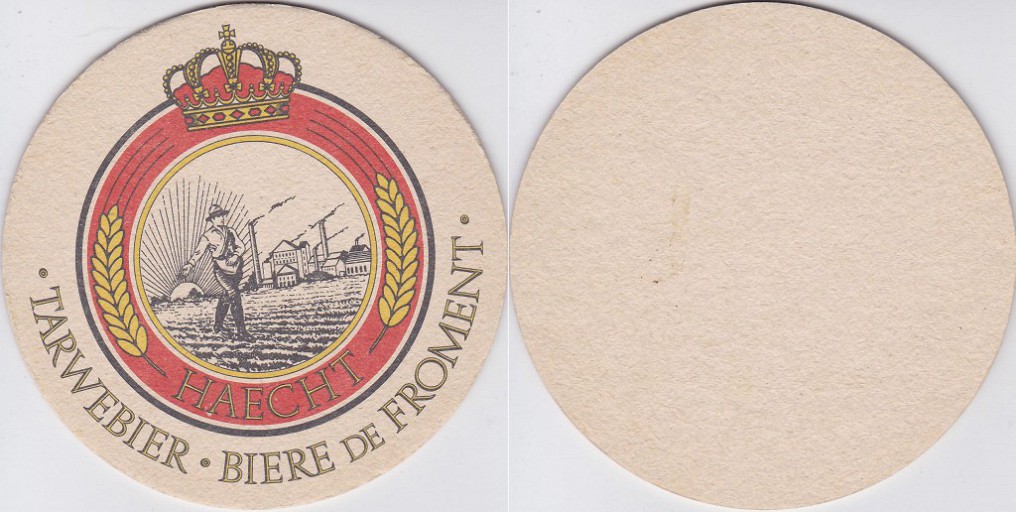 HAECHT
• TARWEBIER • BIERE DE FROMENT •